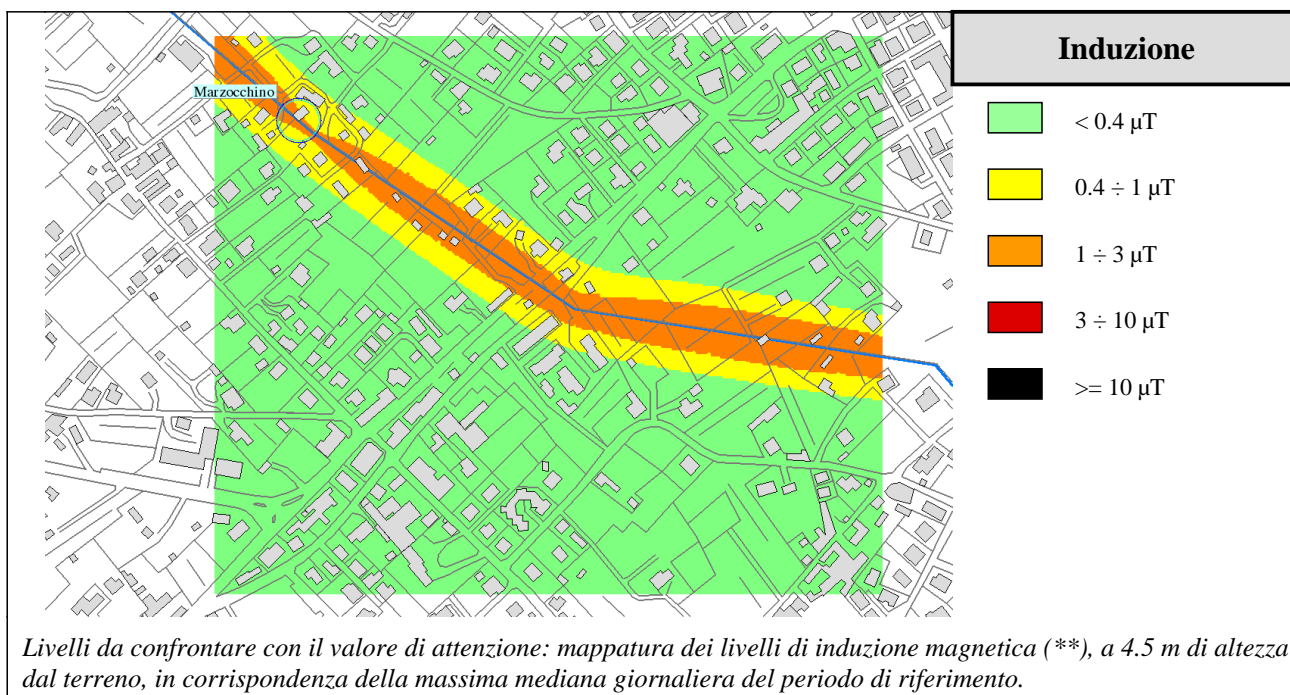 Induzione
Marzocchino
< 0.4 µT
0.4 ÷ 1 µT
1 ÷ 3 µT
3 ÷ 10 µT
>= 10 µT
Livelli da confrontare con il valore di attenzione: mappatura dei livelli di induzione magnetica (**), a 4.5 m di altezza
dal terreno, in corrispondenza della massima mediana giornaliera del periodo di riferimento.